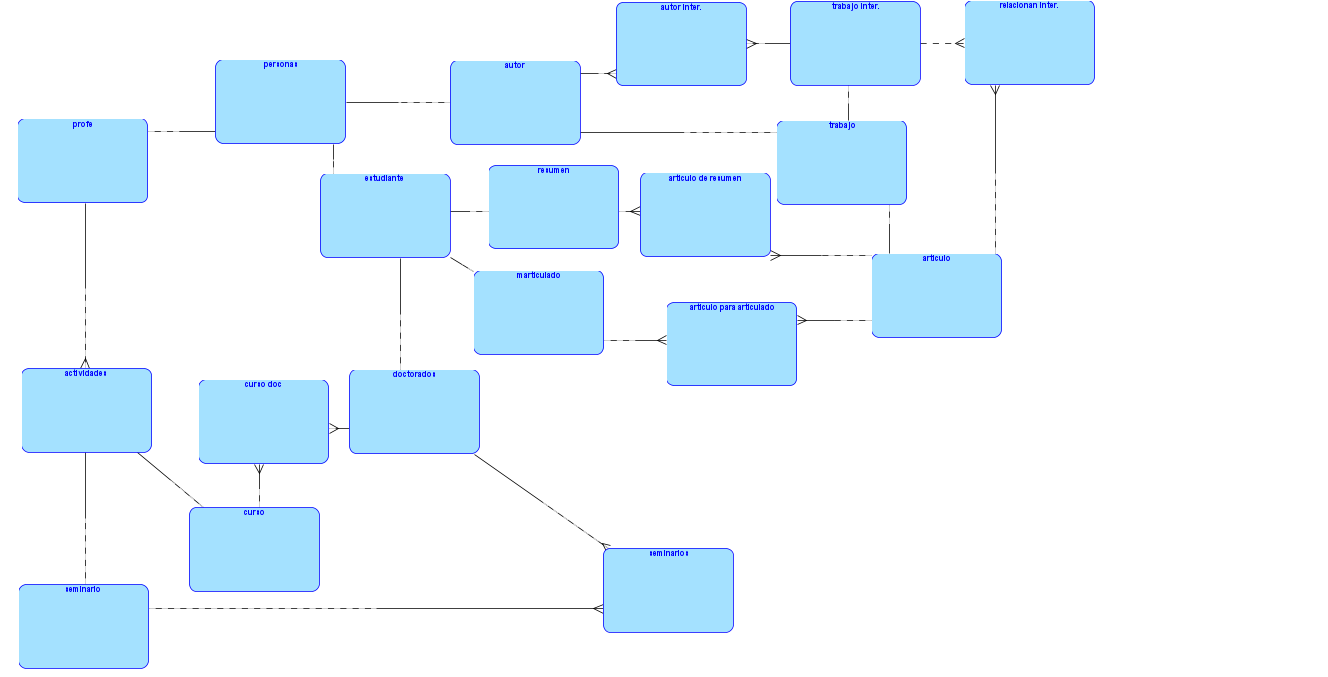 autor inter.
trabajo inter.
relacionan inter.
personas
autor
profe
trabajo
estudiante
resumen
articulo de resumen
articulo
marticulado
articulo para articulado
actividades
curso doc
doctorados
curso
seminarios
seminario